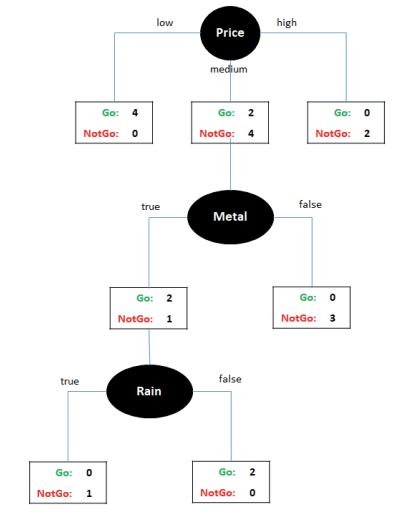 low
Price
high
medium
Go: 4
NotGo: 0
Go: 2
NotGo: 4
Go: 0
NotGo: 2
true
Metal
false
Go: 2
NotGo: 1
Go: 0
NotGo: 3
true
Rain
false
Go: 0
NotGo: 1
Go: 2
NotGo: 0